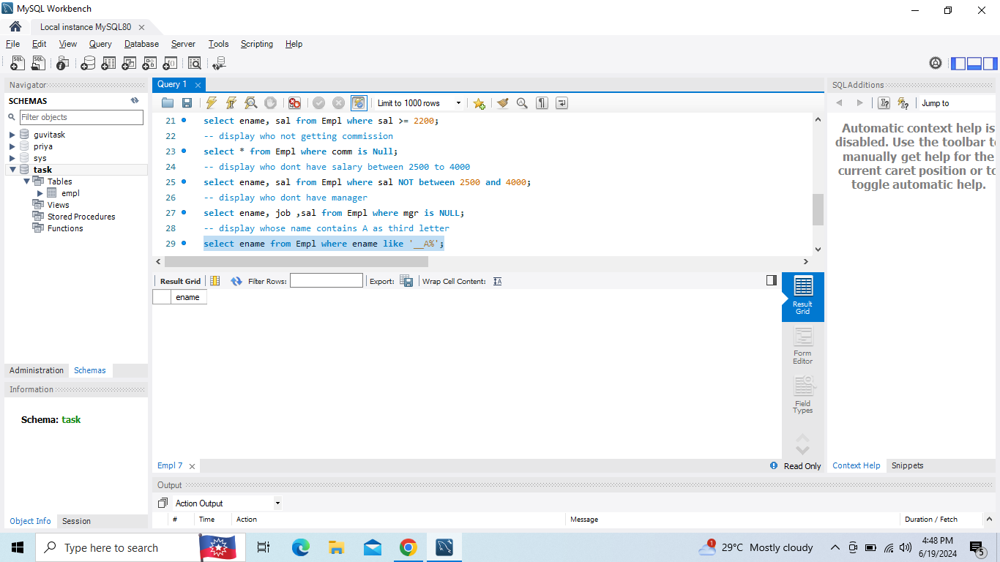 MySQL Workbench
Local instance MySQL80
File Edit View Query Database Server Tools Scripting Help
Navigator
SCHEMAS
Filter objects
guvitask
priya
sys
task
Tables
empl
Views
Stored Procedures
Functions
Administration Schemas
Information
Schema: task
Object Info Session
Query 1
Limit to 1000 rows
21 select ename, sal from Empl where sal >= 2200;
22 -- display who not getting commission
23 select * from Empl where comm is Null;
24 -- display who dont have salary between 2500 to 4000
25 select ename, sal from Empl where sal NOT between 2500 and 4000;
26 -- display who dont have manager
27 select ename, job ,sal from Empl where mgr is NULL;
28 -- display whose name contains A as third letter
29 select ename from Empl where ename like '__A%';
Result Grid Filter Rows: Export: Wrap Cell Content:
ename
Result
Grid
Form
Editor
Field
Types
Empl 7
Read Only
Output
Action Output
# Time Action Message Duration / Fetch
SQLAdditions
Jump to
Automatic context help is
disabled. Use the toolbar to
manually get help for the
current caret position or to
toggle automatic help.
Context Help Snippets
Type here to search
1
29°C Mostly cloudy
4:48 PM
6/19/2024
5